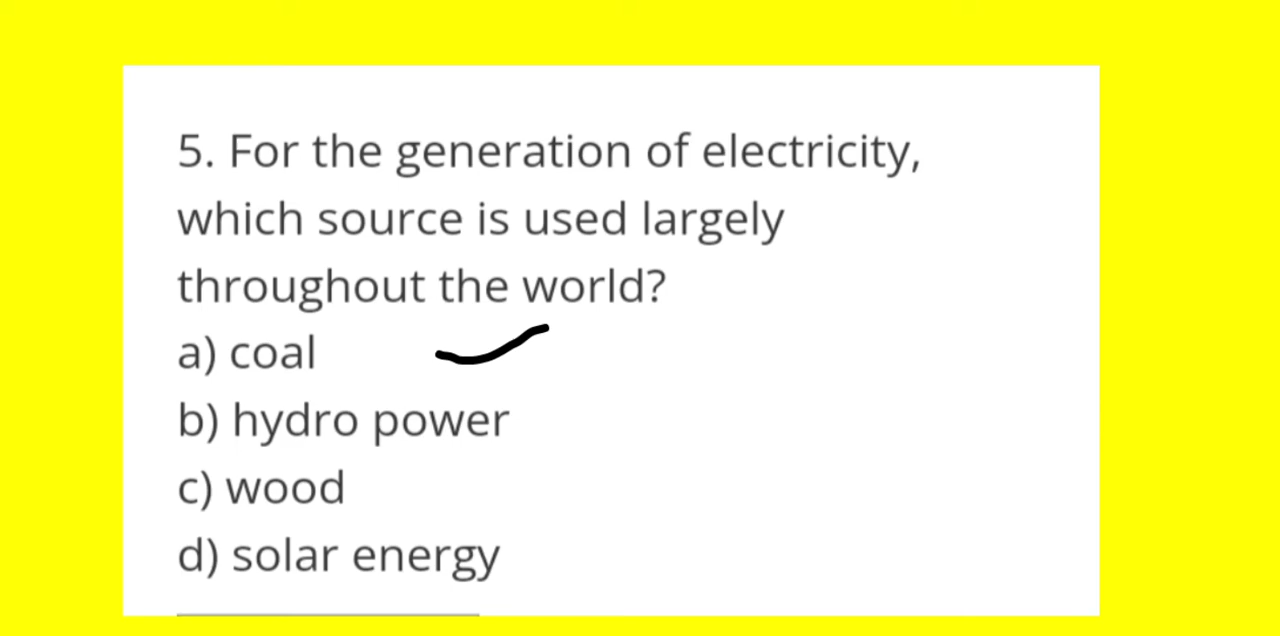 5. For the generation of electricity,
which source is used largely
throughout the world?
a) coal
b) hydro power
c) wood
d) solar energy